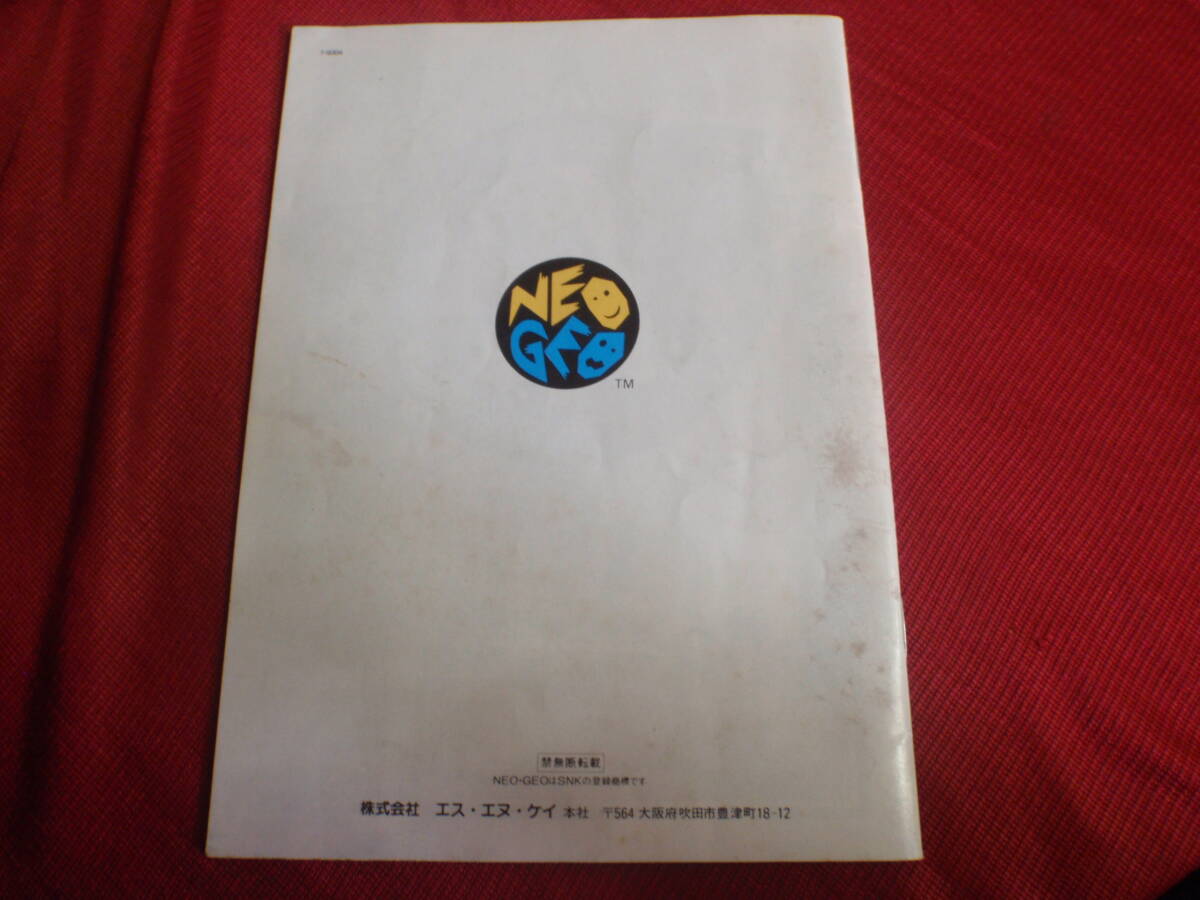 NEO
GEO
TM
禁無断転載
NEO•GEOはSNKの登録商標です
株式会社 エス・エヌ・ケイ 本社 〒564 大阪府吹田市豊津町18-12